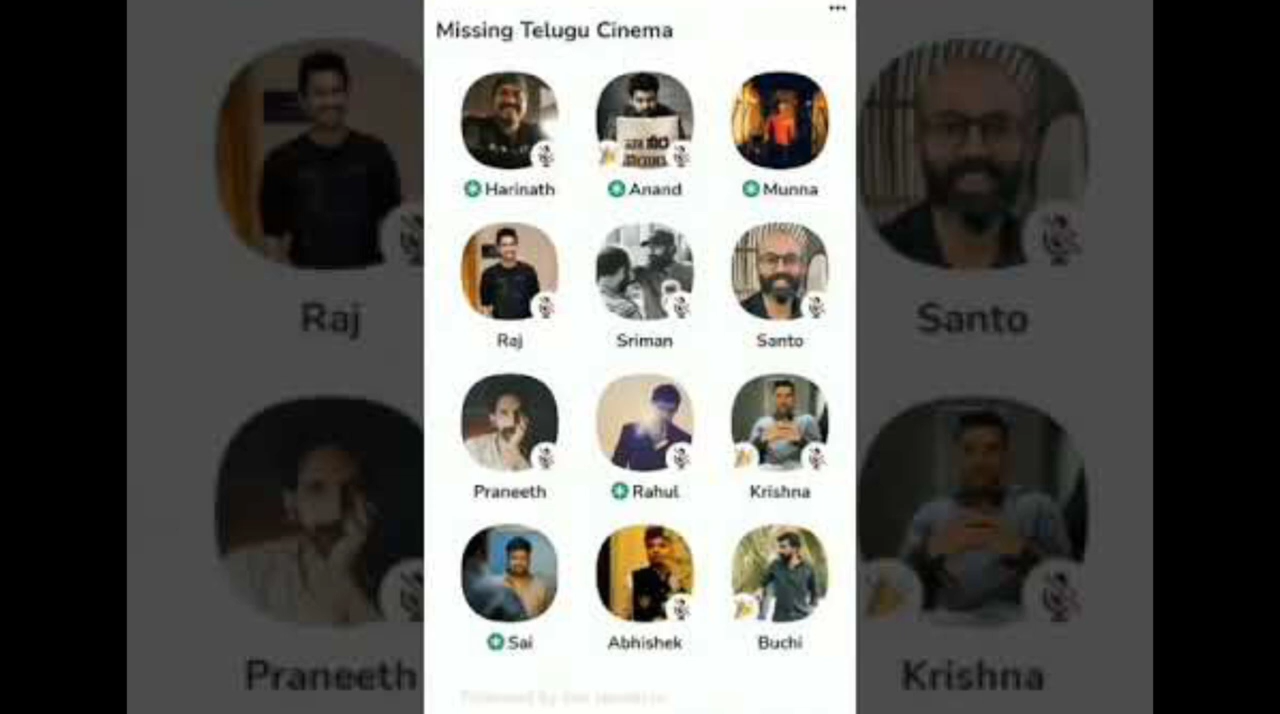 Missing Telugu Cinema
Harinath Anand Munna
Raj Sriman Santo
Praneeth Rahul Krishna
Sai Abhishek Buchi
Raj Santo
Praneeth Krishna